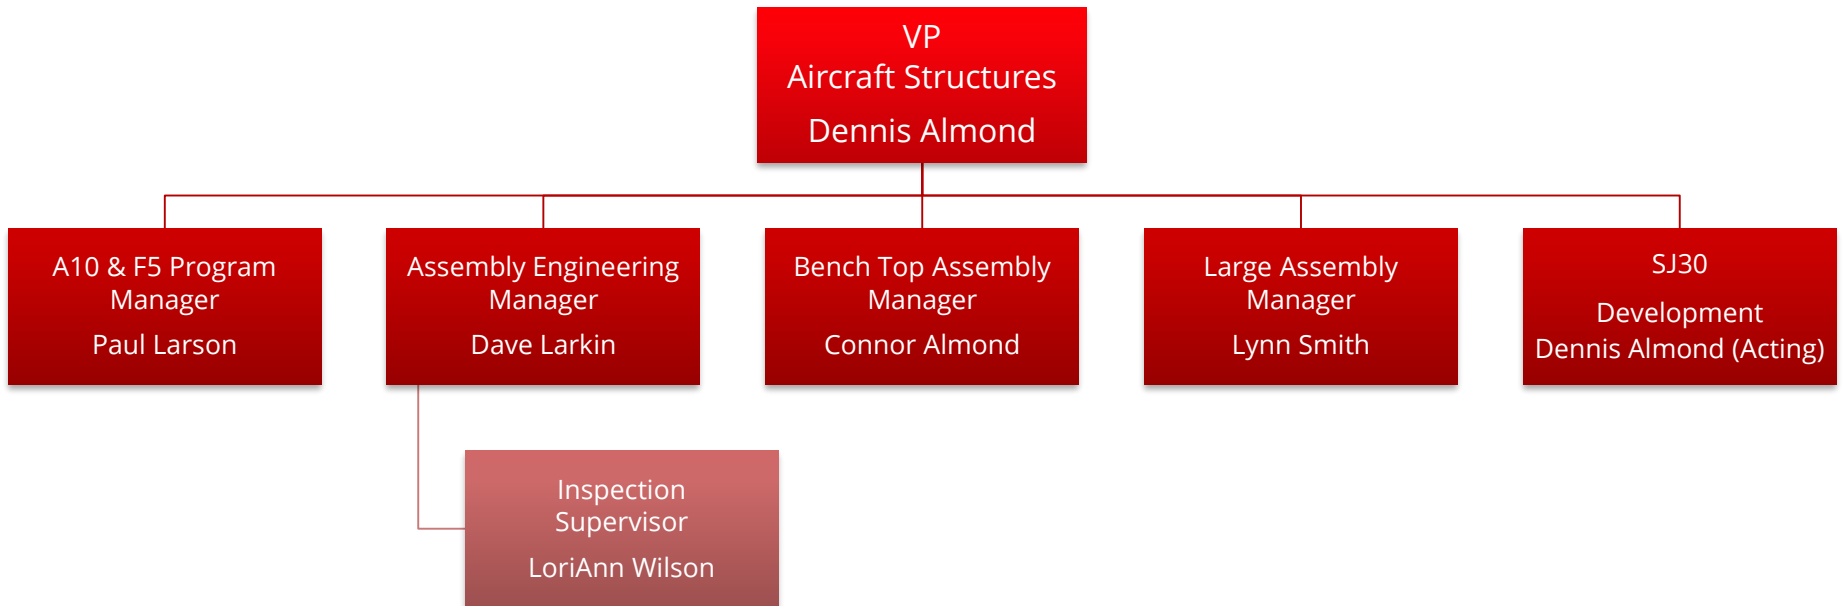 VP
Aircraft Structures
Dennis Almond
A10 & F5 Program
Manager
Paul Larson
Assembly Engineering
Manager
Dave Larkin
Bench Top Assembly
Manager
Connor Almond
Large Assembly
Manager
Lynn Smith
SJ30
Development
Dennis Almond (Acting)
Inspection
Supervisor
LoriAnn Wilson